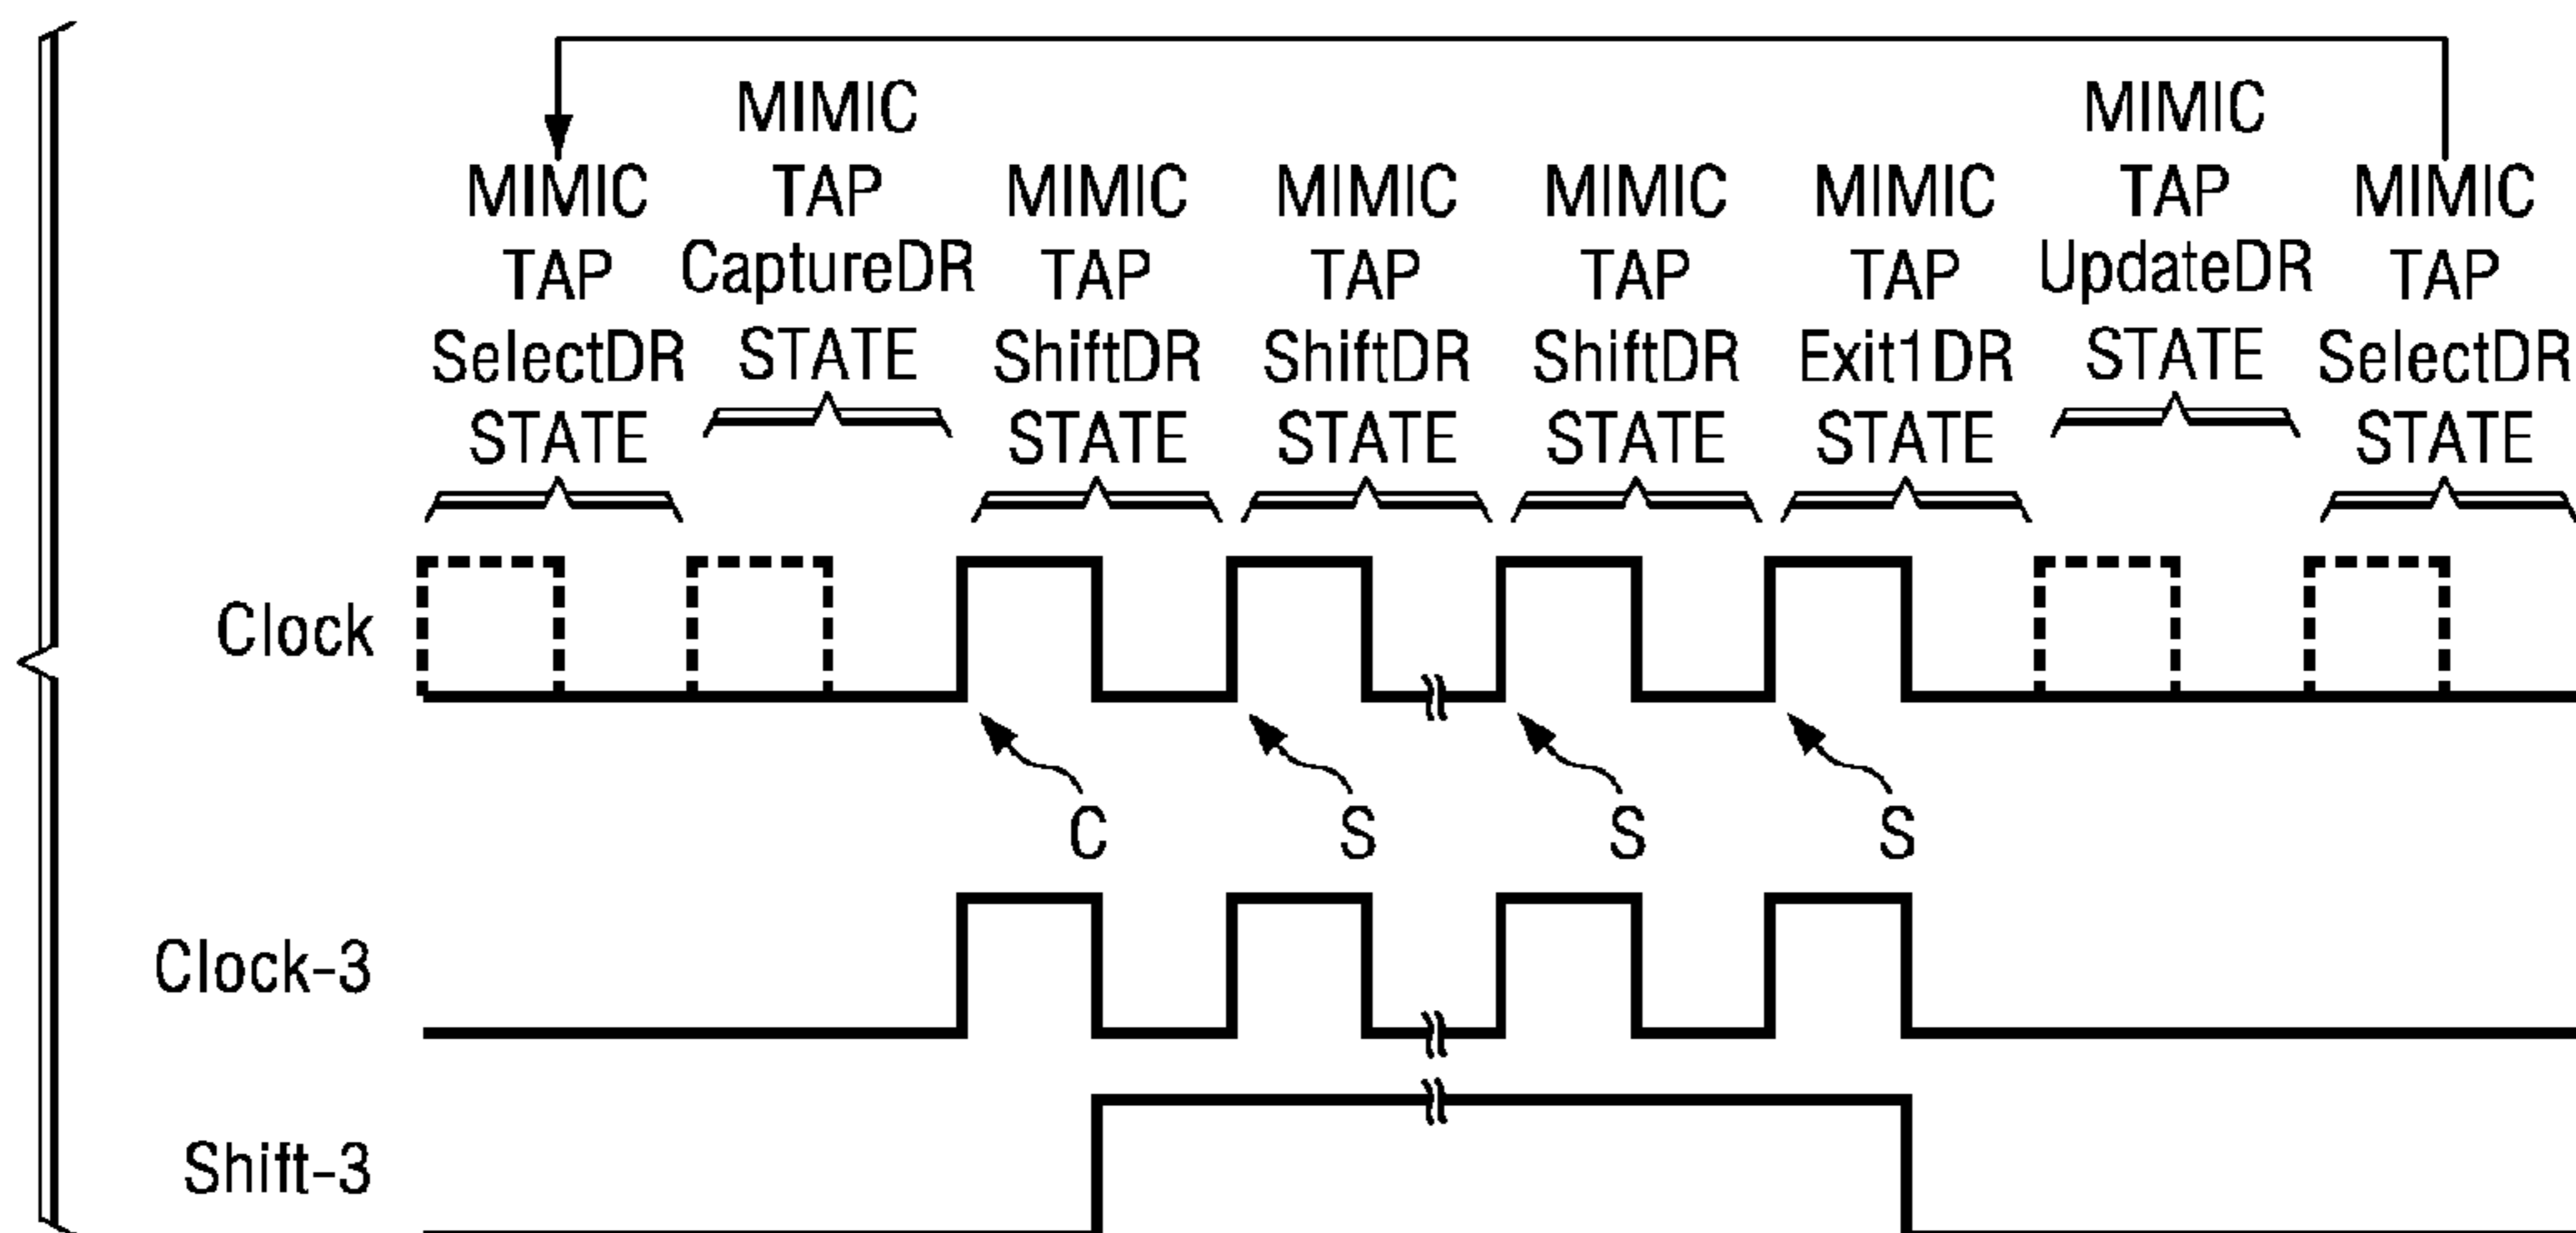 MIMIC
TAP
SelectDR
STATE
MIMIC
TAP
CaptureDR
STATE
MIMIC
TAP
ShiftDR
STATE
MIMIC
TAP
ShiftDR
STATE
MIMIC
TAP
ShiftDR
STATE
MIMIC
TAP
Exit1DR
STATE
MIMIC
TAP
UpdateDR
STATE
MIMIC
TAP
SelectDR
STATE
Clock
C
S
S
S
Clock-3
Shift-3